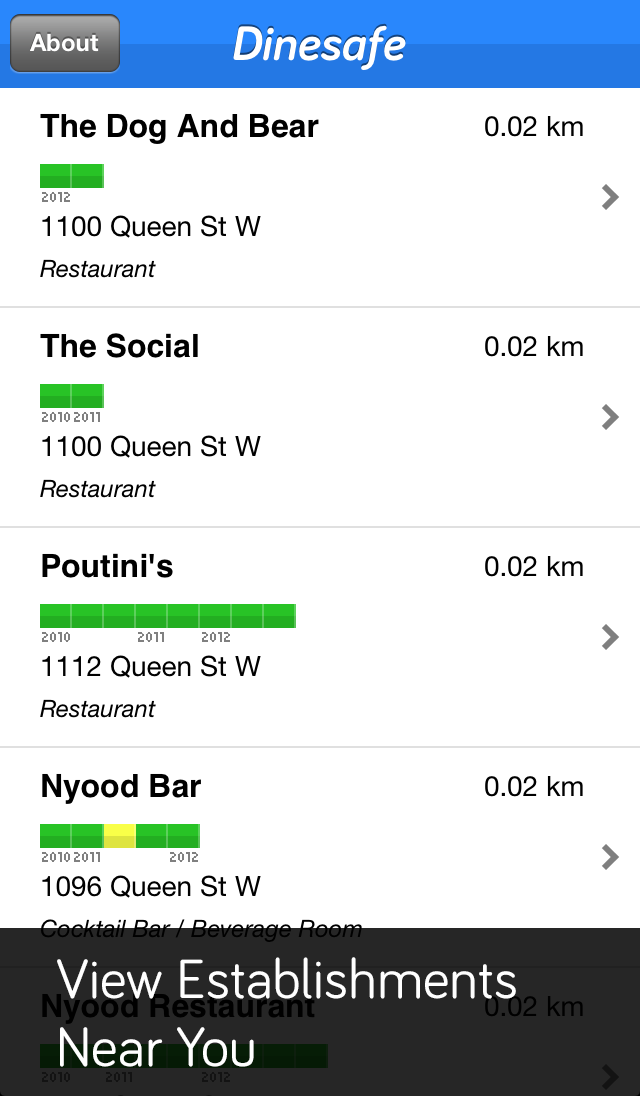 About
Dinesafe
The Dog And Bear 0.02 km
2012
1100 Queen St W
Restaurant
The Social 0.02 km
2010 2011
1100 Queen St W
Restaurant
Poutini's 0.02 km
2010 2011 2012
1112 Queen St W
Restaurant
Nyood Bar 0.02 km
2010 2011 2012
1096 Queen St W
Cocktail Bar / Beverage Room
View Establishments
Nyood Restaurant 0.02 km
Near You
2010 2011 2012